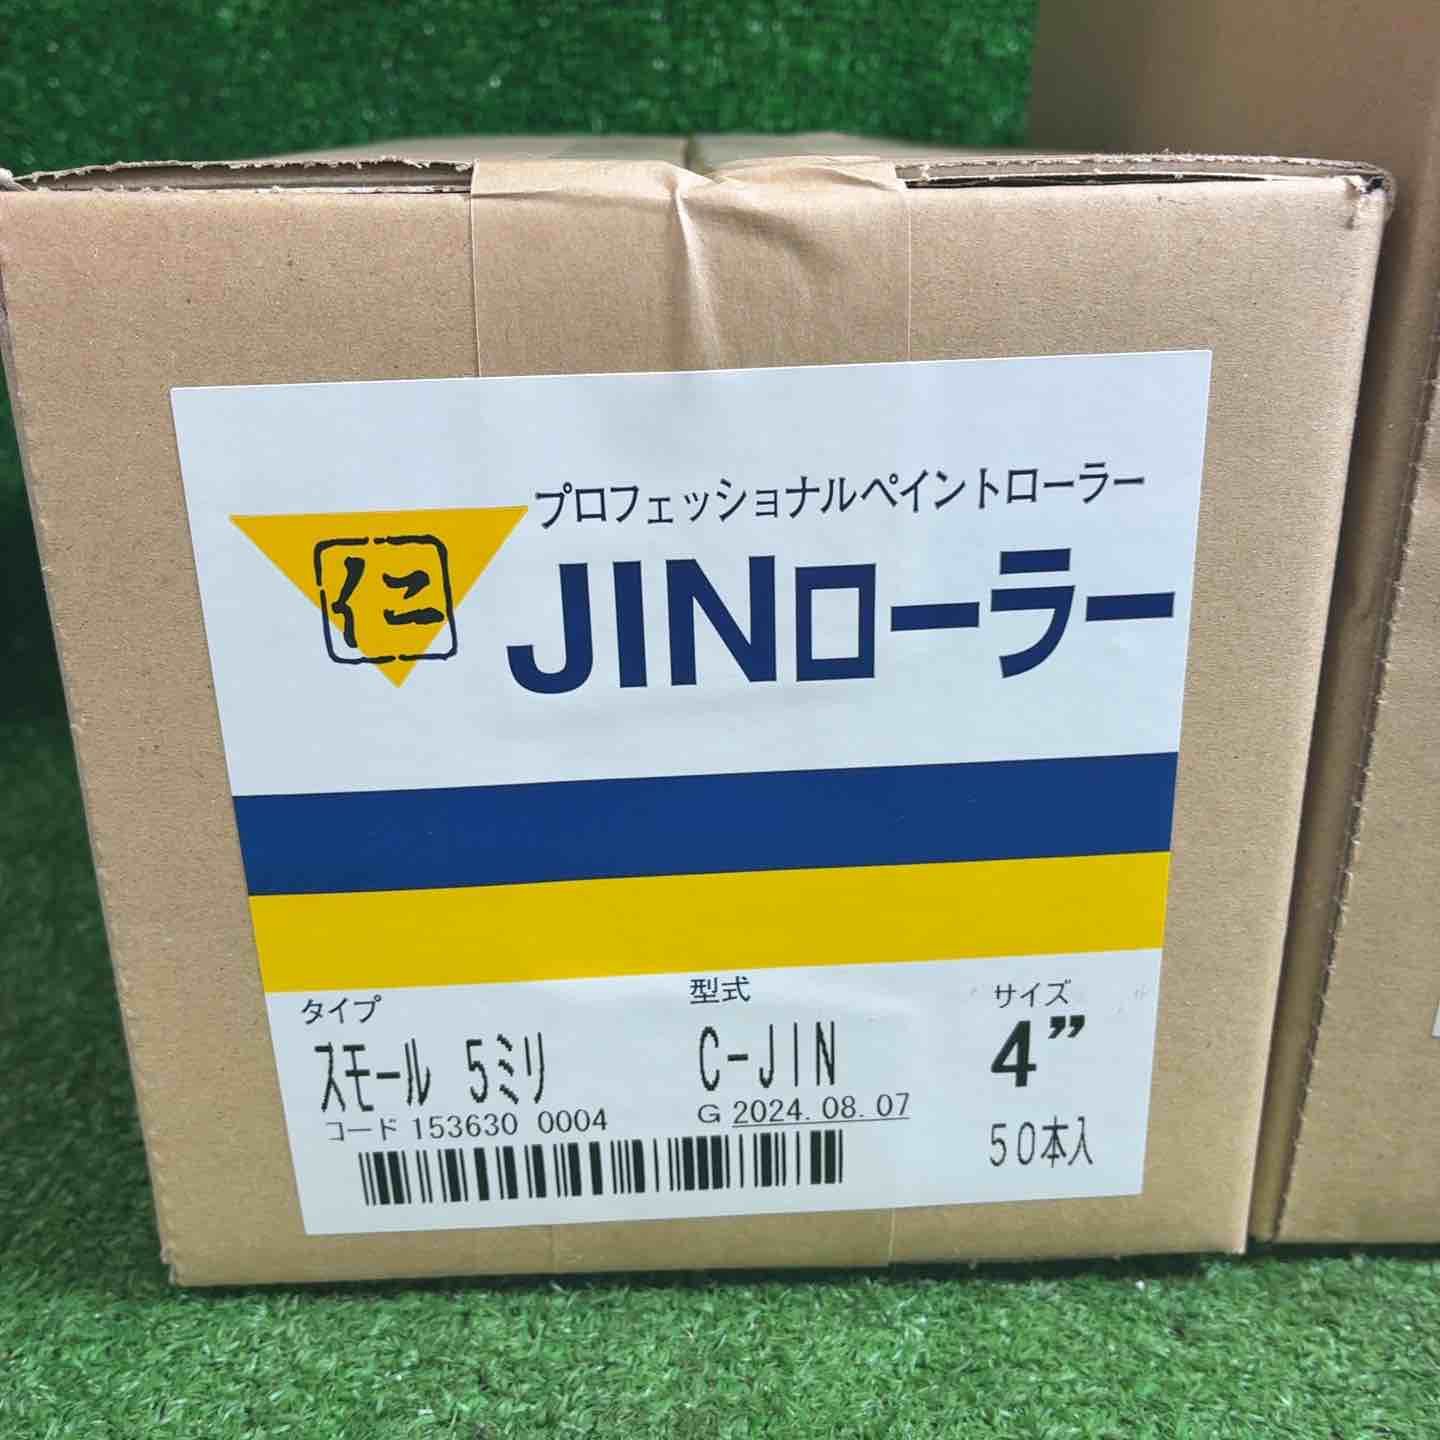 プロフェッショナルペイントローラー
仁
JINローラー
タイプ
型式
サイズ
スモール 5ミリ
C-JIN
4”
コード 153630 0004
G 2024.08.07
50本入